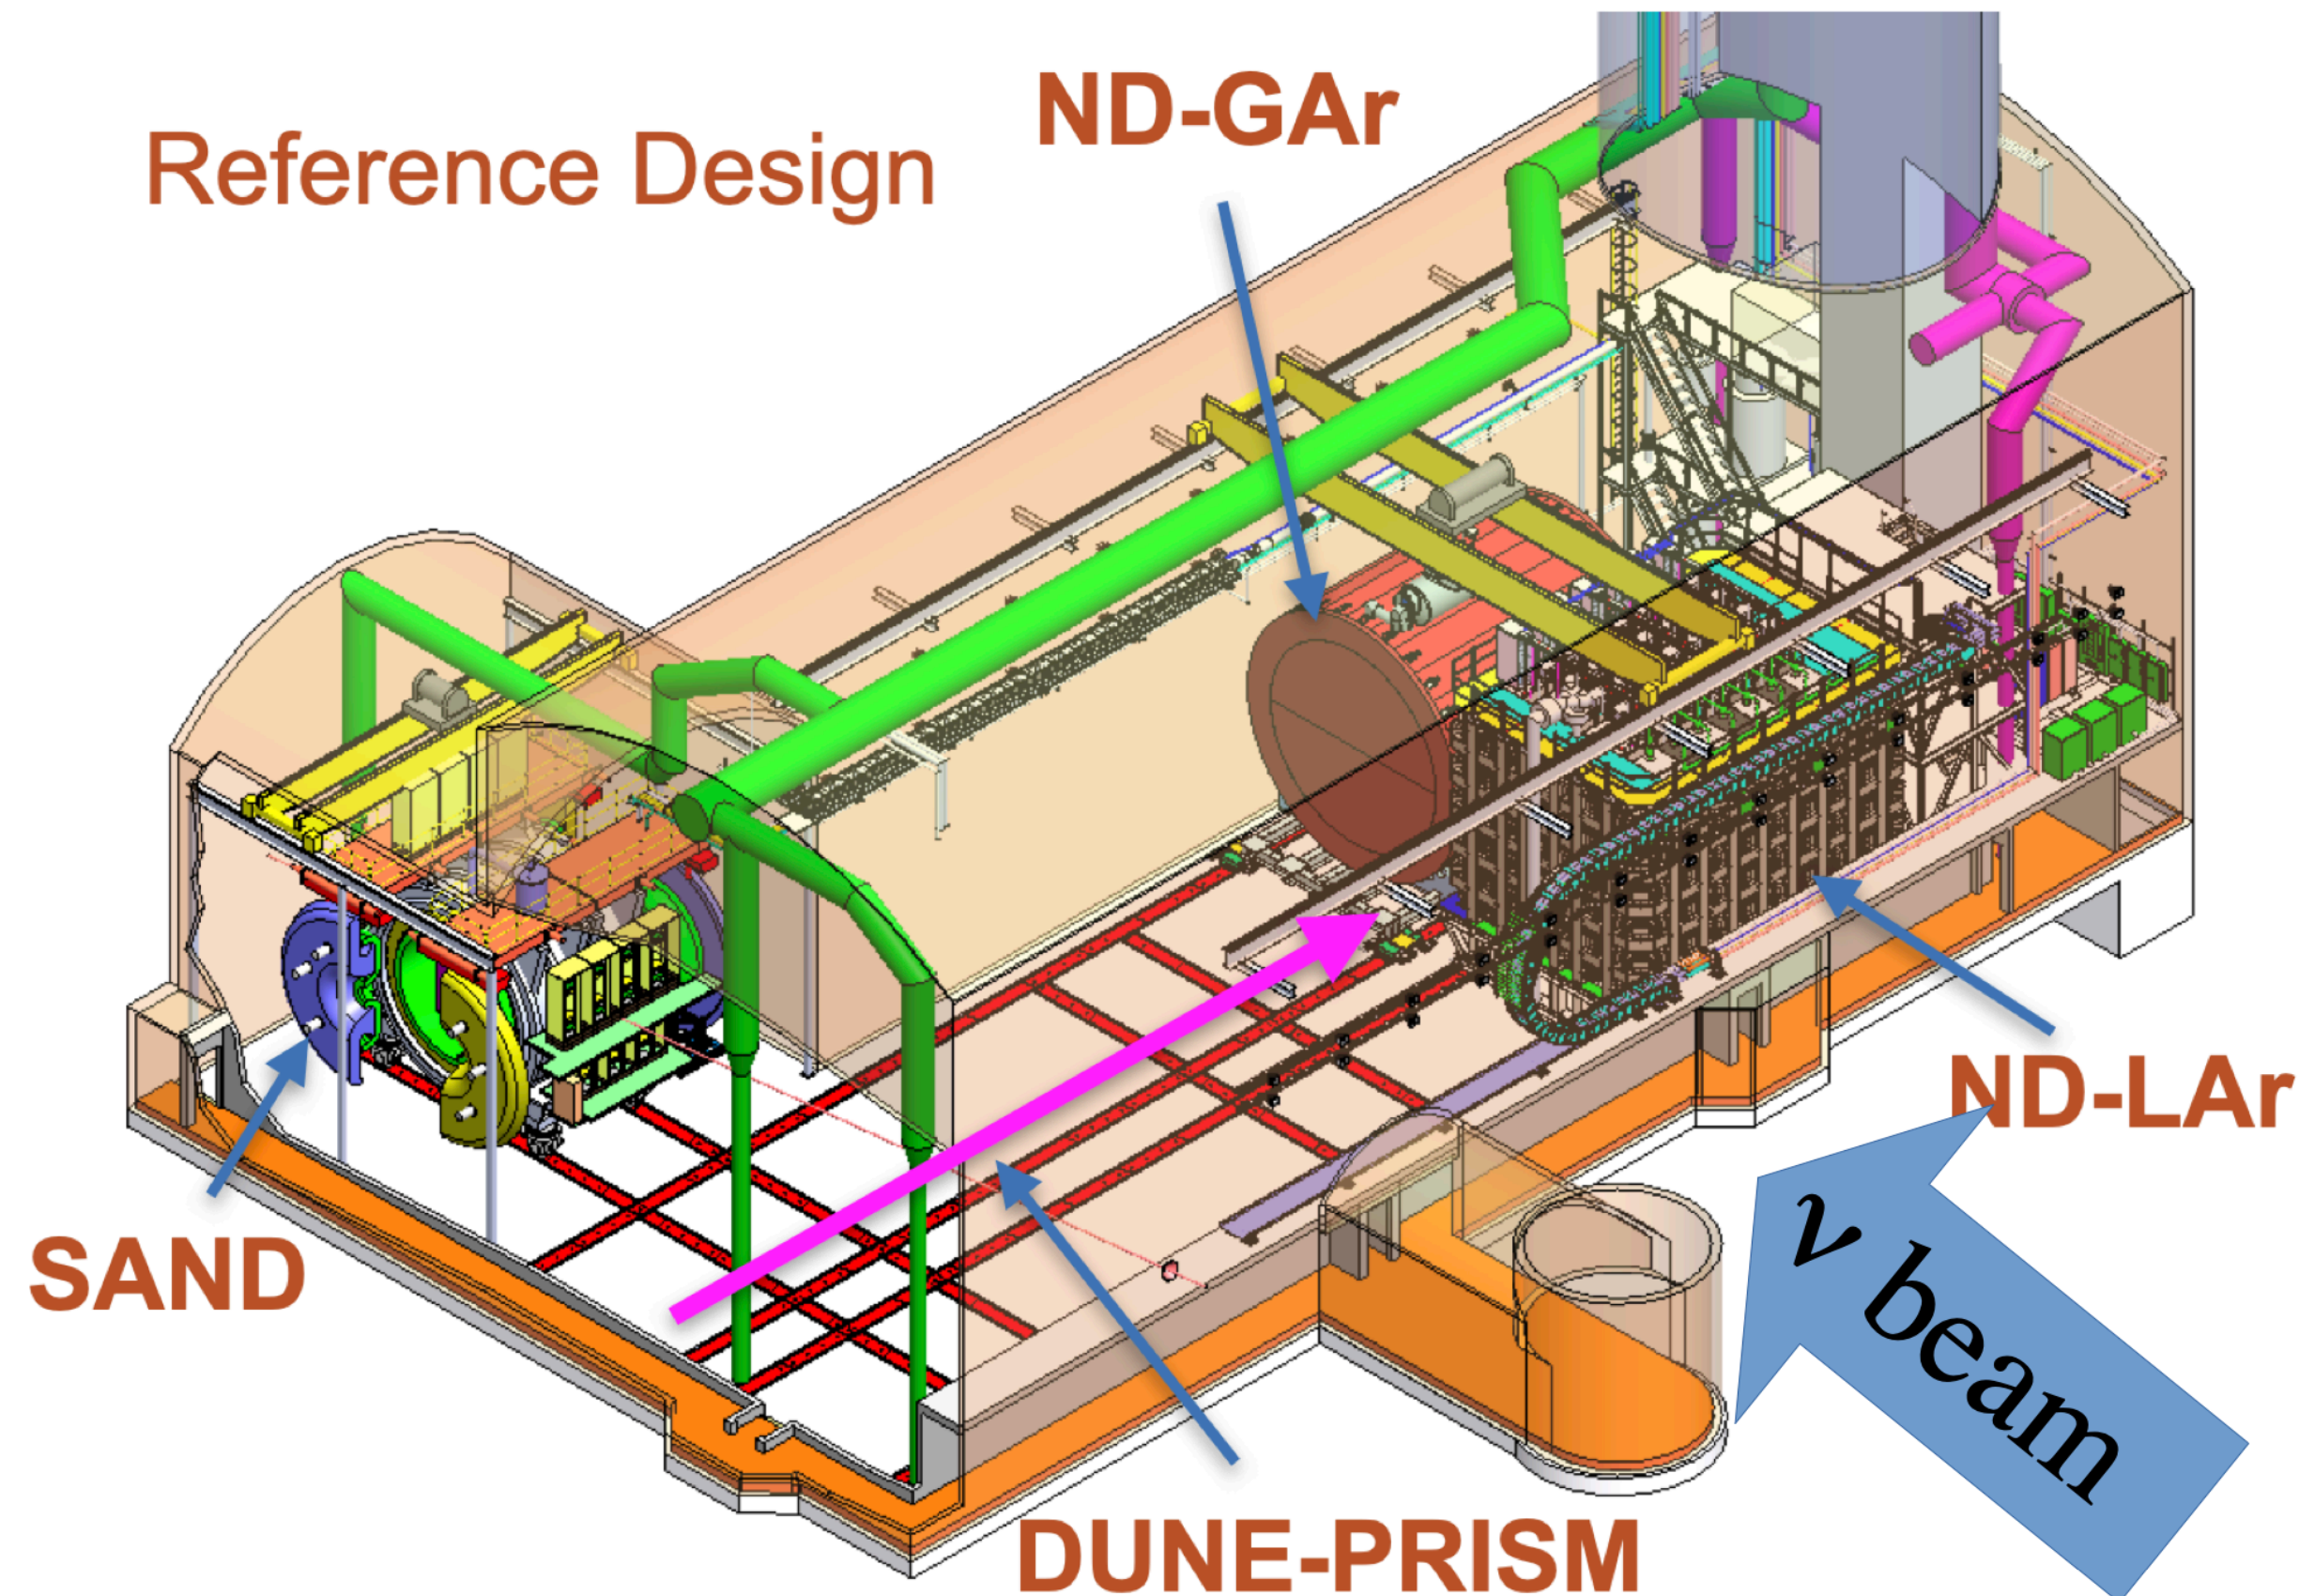 Reference Design
ND-GAr
ND-LAr
SAND
DUNE-PRISM
ν beam